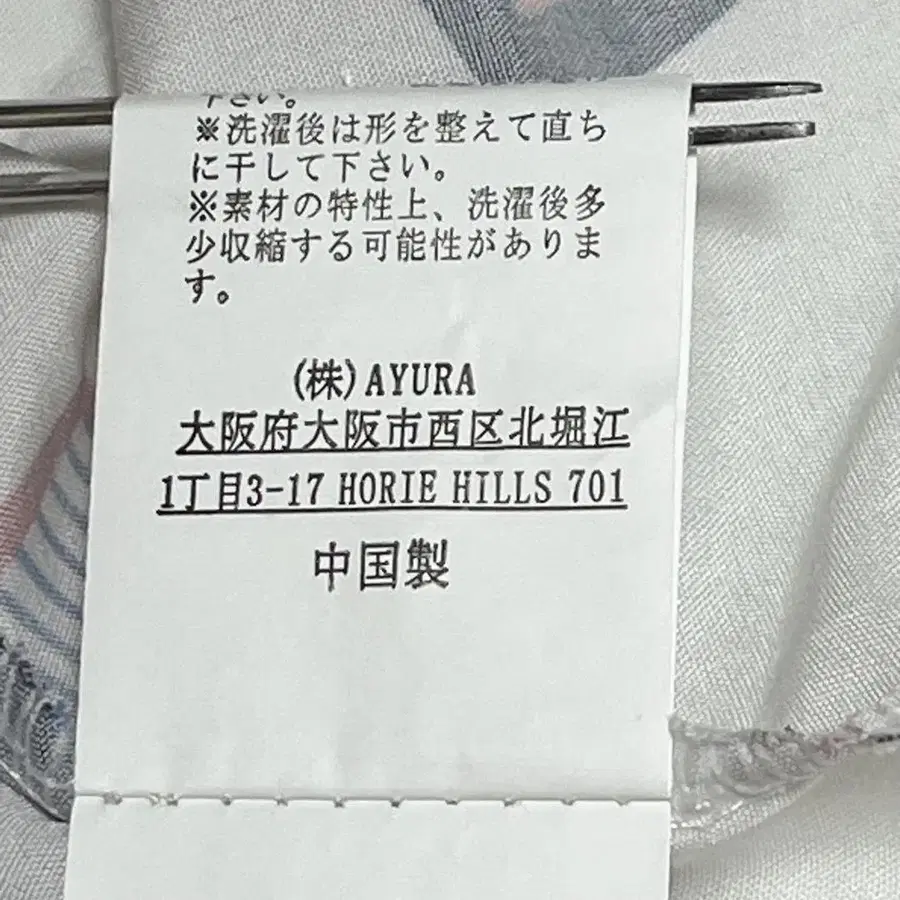 下さい。
※洗濯後は形を整えて直ち
に干して下さい。
※素材の特性上、洗濯後多
少収縮する可能性がありま
す。
(株)AYURA
大阪府大阪市西区北堀江
1丁目3-17 HORIE HILLS 701
中国製